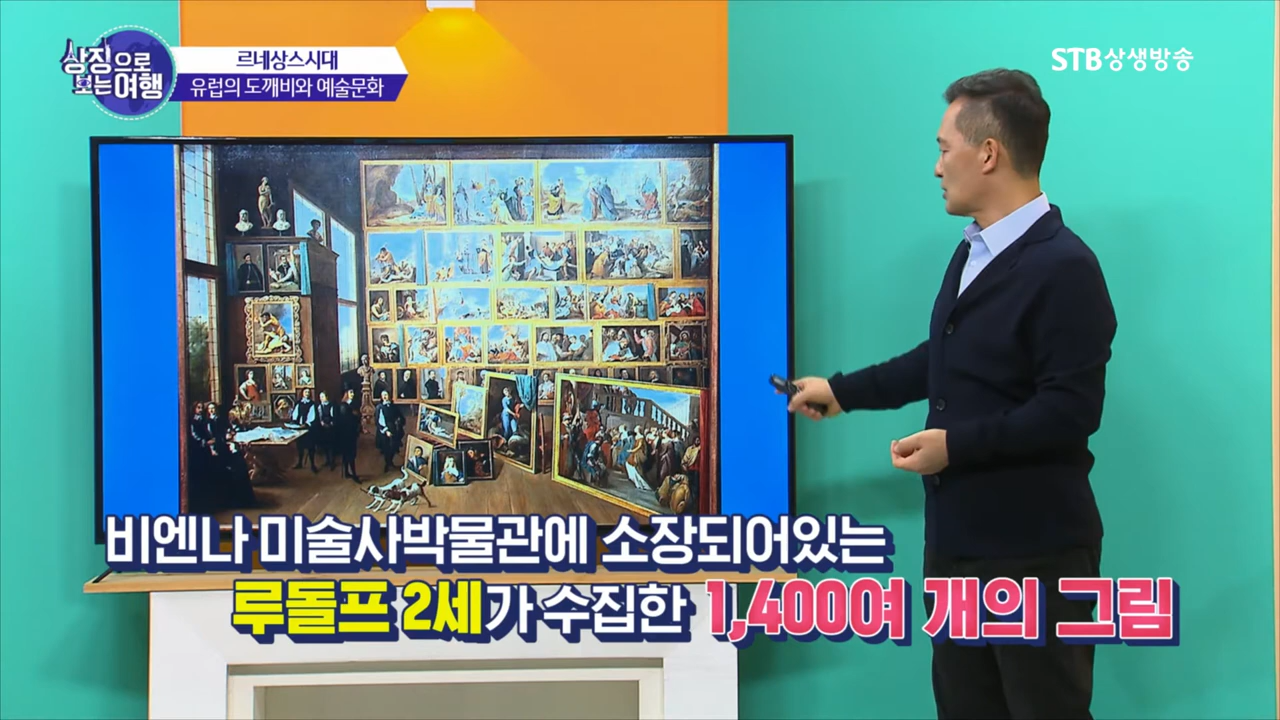 상징으로
보는여행
르네상스시대
유럽의 도깨비와 예술문화
STB상생방송
비엔나 미술사박물관에 소장되어있는
루돌프 2세가 수집한 1,400여 개의 그림